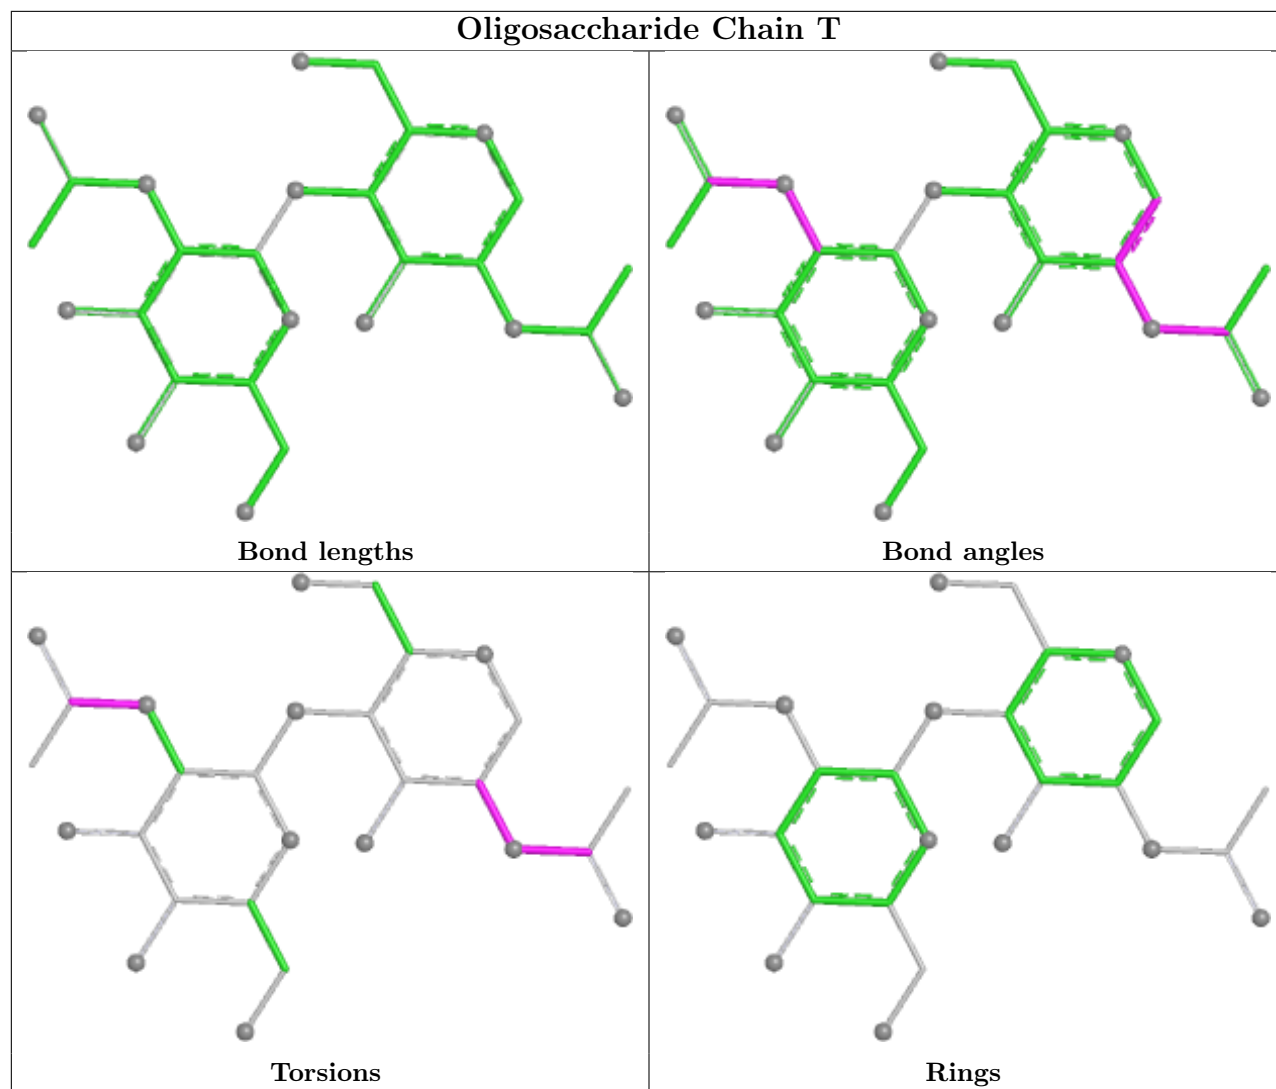 Oligosaccharide Chain T
Bond lengths
Bond angles
Torsions
Rings